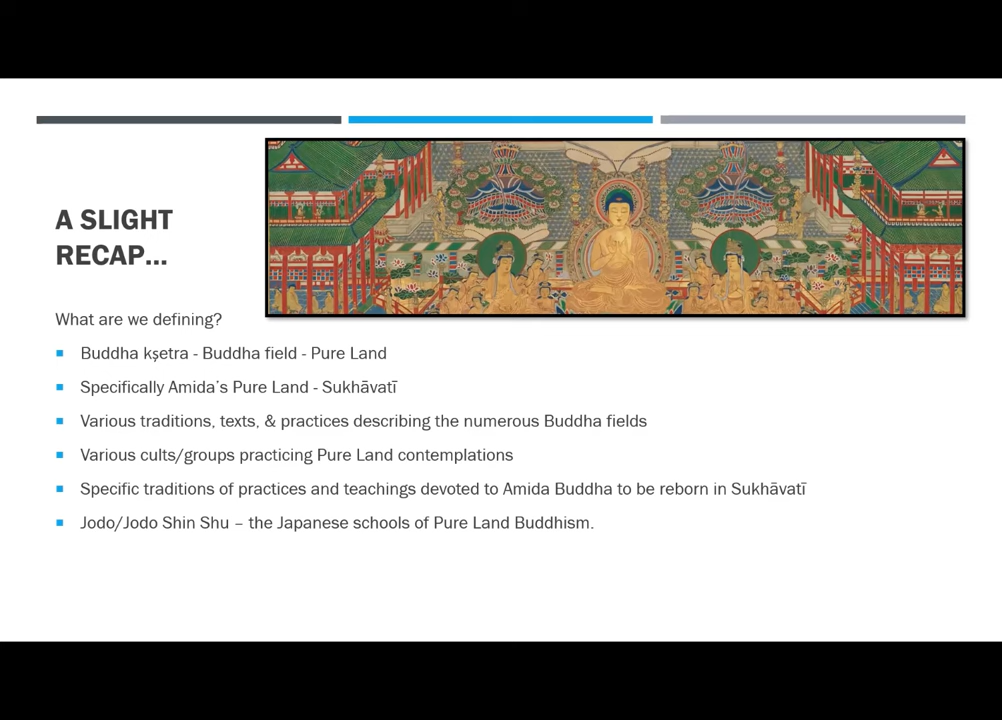 A SLIGHT
RECAP...
What are we defining?
Buddha kṣetra - Buddha field - Pure Land
Specifically Amida's Pure Land - Sukhāvatī
Various traditions, texts, & practices describing the numerous Buddha fields
Various cults/groups practicing Pure Land contemplations
Specific traditions of practices and teachings devoted to Amida Buddha to be reborn in Sukhāvatī
Jodo/Jodo Shin Shu – the Japanese schools of Pure Land Buddhism.